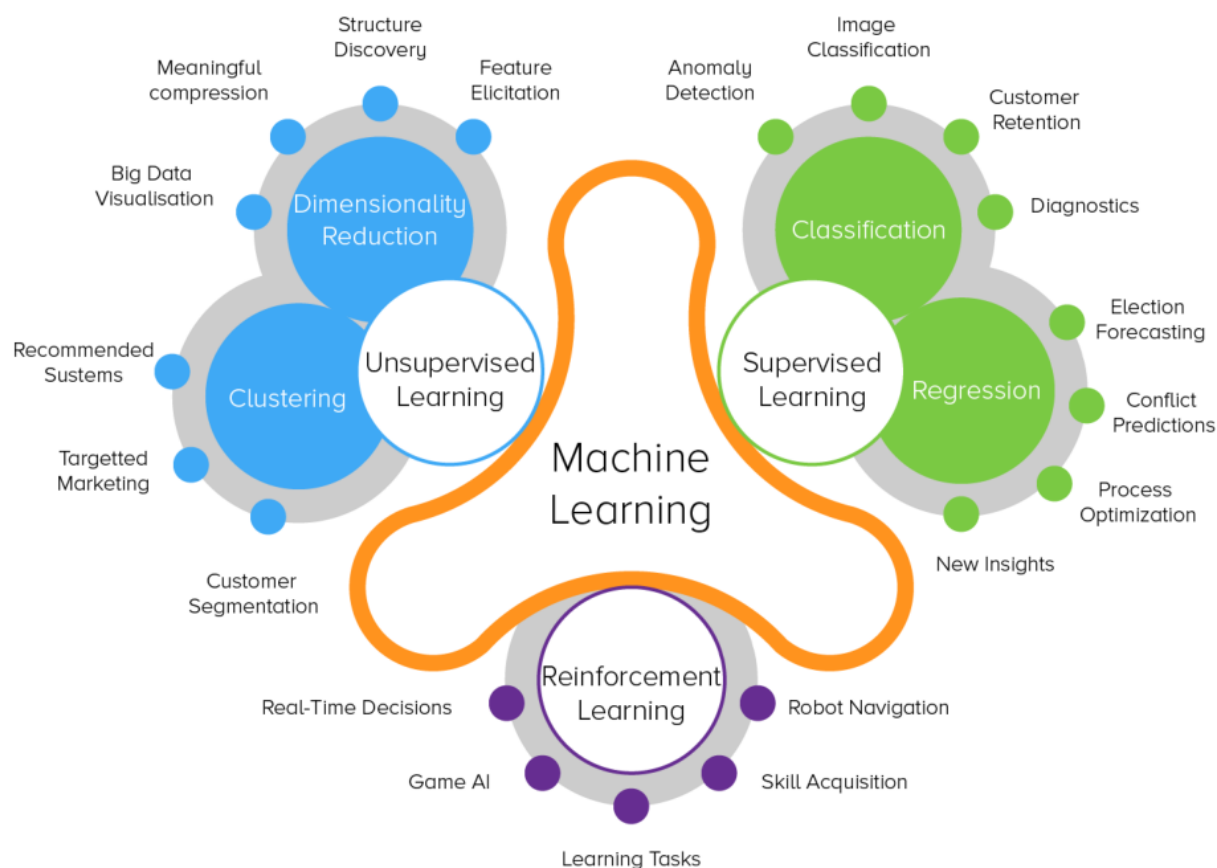 Structure
Discovery
Meaningful
compression
Feature
Elicitation
Big Data
Visualisation
Dimensionality
Reduction
Recommended
Sustems
Clustering
Unsupervised
Learning
Targetted
Marketing
Customer
Segmentation
Image
Classification
Anomaly
Detection
Customer
Retention
Diagnostics
Classification
Election
Forecasting
Supervised
Learning
Regression
Conflict
Predictions
Process
Optimization
New Insights
Machine
Learning
Reinforcement
Learning
Real-Time Decisions
Robot Navigation
Game AI
Skill Acquisition
Learning Tasks